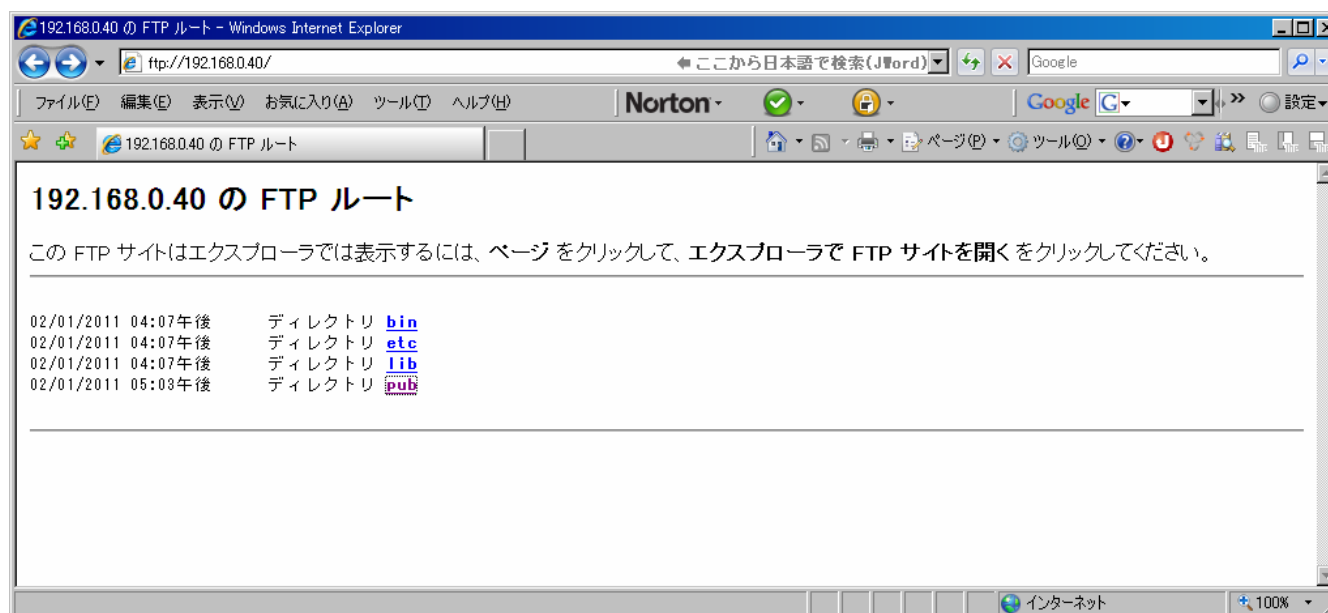 192.168.0.40 の FTP ルート - Windows Internet Explorer
ftp://192.168.0.40/ ここから日本語で検索(JWord) Google
ファイル(F) 編集(E) 表示(V) お気に入り(A) ツール(T) ヘルプ(H) Norton Google G 設定
192.168.0.40 の FTP ルート ページ(P) ツール(O)
192.168.0.40 の FTP ルート
この FTP サイトはエクスプローラでは表示するには、ページ をクリックして、エクスプローラで FTP サイトを開く をクリックしてください。
02/01/2011 04:07午後 ディレクトリ bin
02/01/2011 04:07午後 ディレクトリ etc
02/01/2011 04:07午後 ディレクトリ lib
02/01/2011 05:03午後 ディレクトリ pub
インターネット 100%